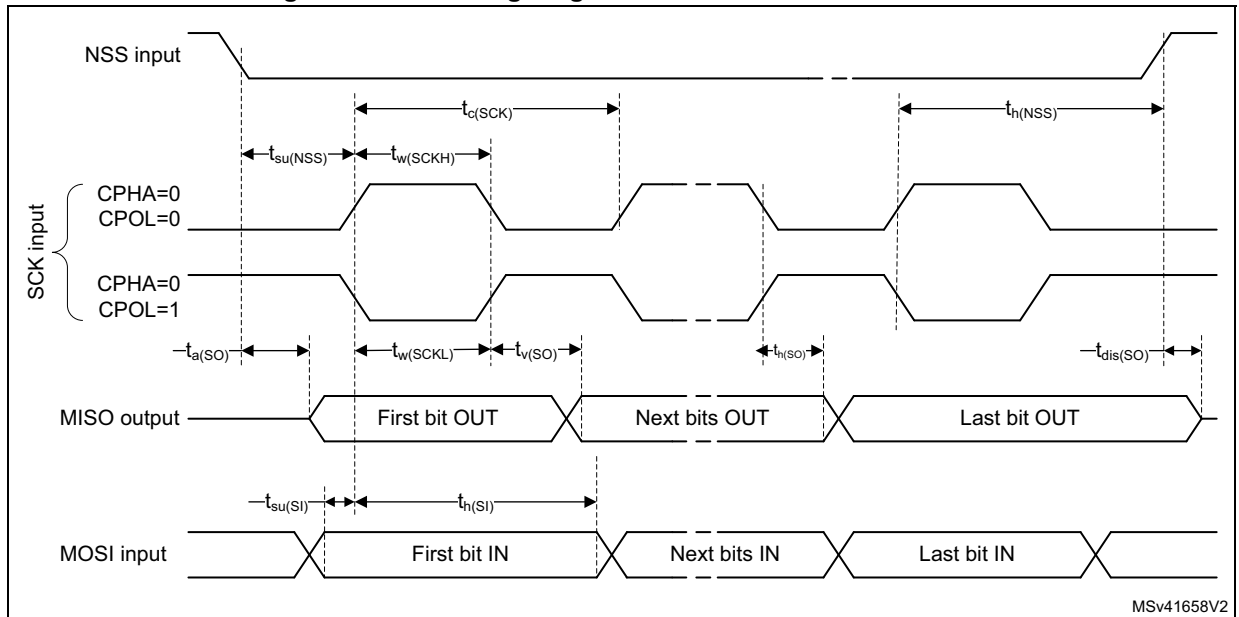 NSS input
tc(SCK)
th(NSS)
tsu(NSS)
tw(SCKH)
SCK input
CPHA=0
CPOL=0
CPHA=0
CPOL=1
ta(SO)
tw(SCKL)
tv(SO)
th(SO)
tdis(SO)
MISO output
First bit OUT
Next bits OUT
Last bit OUT
tsu(SI)
th(SI)
MOSI input
First bit IN
Next bits IN
Last bit IN
MSv41658V2